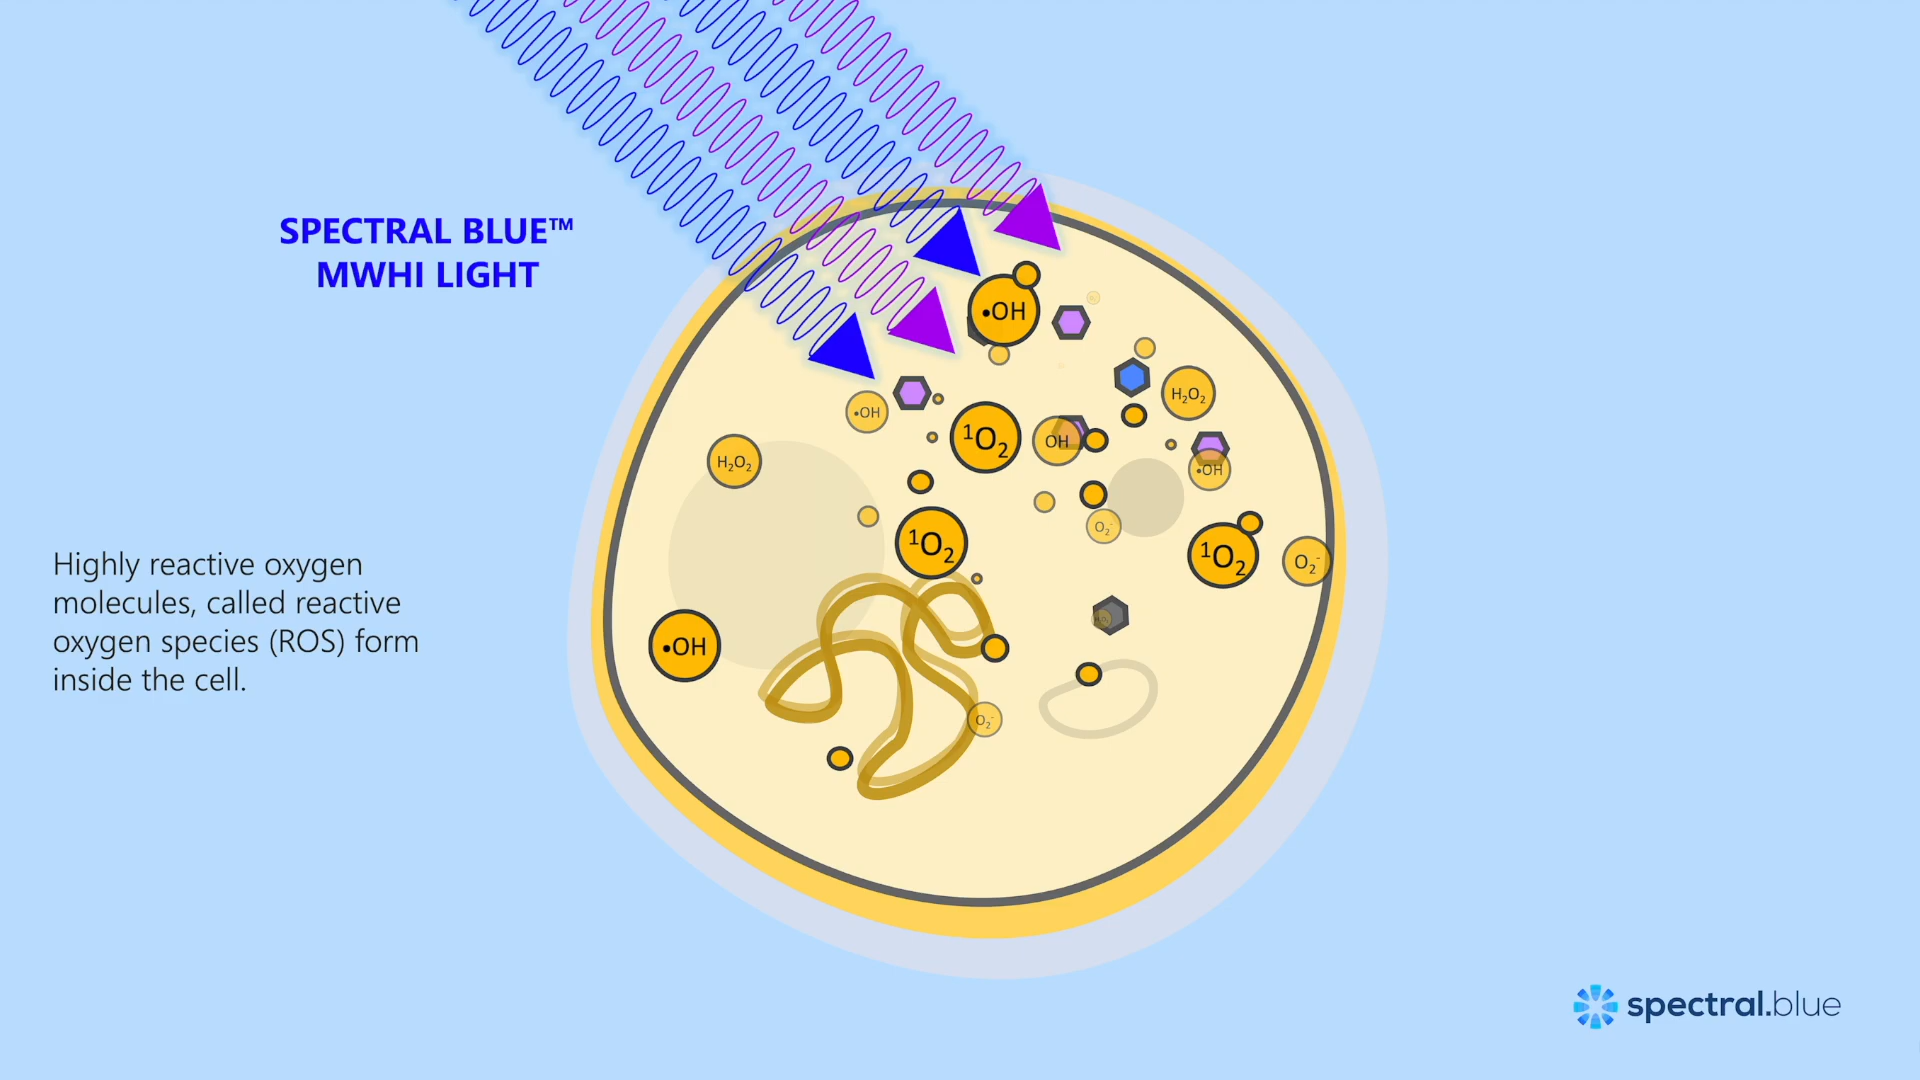 SPECTRAL BLUE™
MWHI LIGHT
•OH
•OH
H₂O₂
¹O₂
OH
H₂O₂
•OH
O₂⁻
¹O₂
¹O₂
O₂⁻
H₂O₂
Highly reactive oxygen
molecules, called reactive
oxygen species (ROS) form
inside the cell.
•OH
O₂⁻
spectral.blue